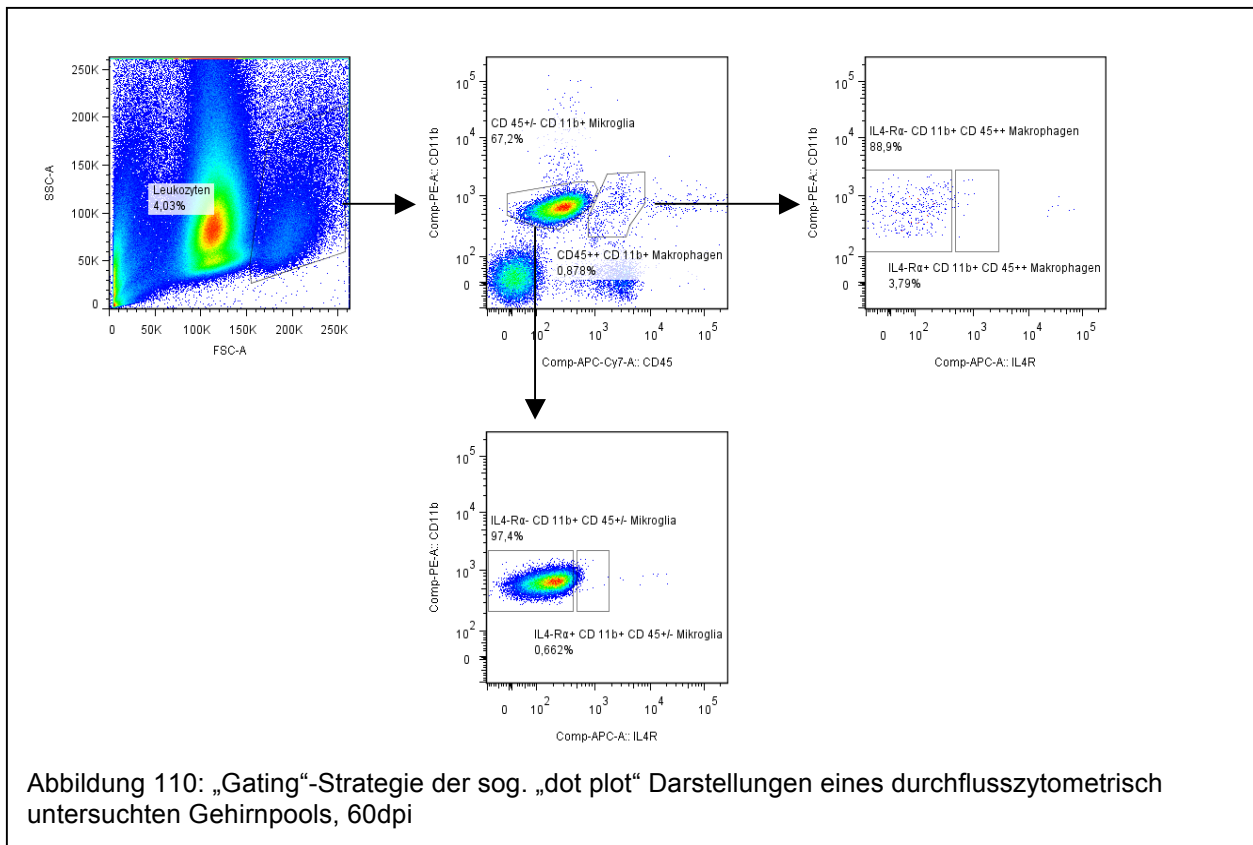 250K
200K
150K
100K
50K
0
SSC-A
Leukozyten
4,03%
0 50K 100K 150K 200K 250K
FSC-A
10^5
10^4
10^3
10^2
0
Comp-PE-A:: CD11b
CD 45+/- CD 11b+ Mikroglia
67,2%
CD45++ CD 11b+ Makrophagen
0,878%
0 10^2 10^3 10^4 10^5
Comp-APC-Cy7-A:: CD45
10^5
10^4
10^3
10^2
0
Comp-PE-A:: CD11b
IL4-Rα- CD 11b+ CD 45++ Makrophagen
88,9%
IL4-Rα+ CD 11b+ CD 45++ Makrophagen
3,79%
0 10^2 10^3 10^4 10^5
Comp-APC-A:: IL4R
10^5
10^4
10^3
10^2
0
Comp-PE-A:: CD11b
IL4-Rα- CD 11b+ CD 45+/- Mikroglia
97,4%
IL4-Rα+ CD 11b+ CD 45+/- Mikroglia
0,662%
0 10^2 10^3 10^4 10^5
Comp-APC-A:: IL4R
Abbildung 110: „Gating“-Strategie der sog. „dot plot“ Darstellungen eines durchflusszytometrisch
untersuchten Gehirnpools, 60dpi